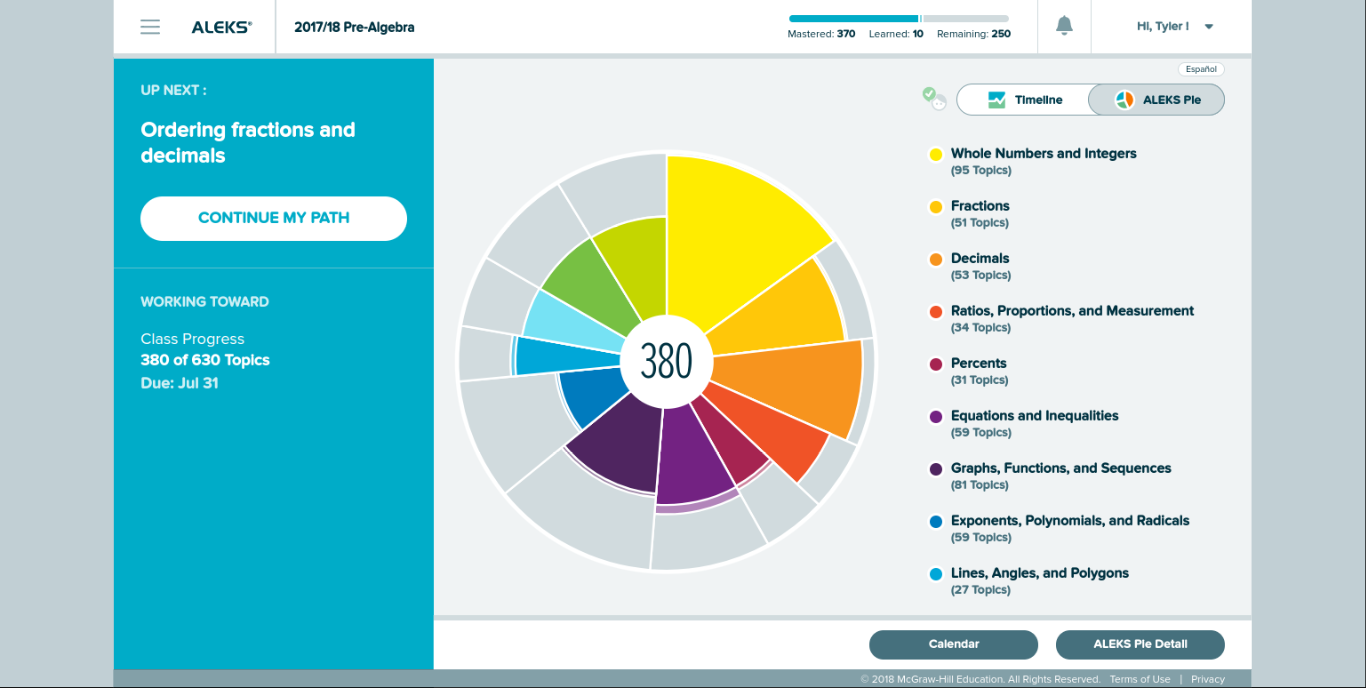 ALEKS®
2017/18 Pre-Algebra
Mastered: 370 Learned: 10 Remaining: 250
Hi, Tyler !
UP NEXT :
Ordering fractions and
decimals
CONTINUE MY PATH
WORKING TOWARD
Class Progress
380 of 630 Topics
Due: Jul 31
Español
Timeline
ALEKS Pie
380
Whole Numbers and Integers
(95 Topics)
Fractions
(51 Topics)
Decimals
(53 Topics)
Ratios, Proportions, and Measurement
(34 Topics)
Percents
(31 Topics)
Equations and Inequalities
(59 Topics)
Graphs, Functions, and Sequences
(81 Topics)
Exponents, Polynomials, and Radicals
(59 Topics)
Lines, Angles, and Polygons
(27 Topics)
Calendar
ALEKS Pie Detail
© 2018 McGraw-Hill Education. All Rights Reserved. Terms of Use | Privacy